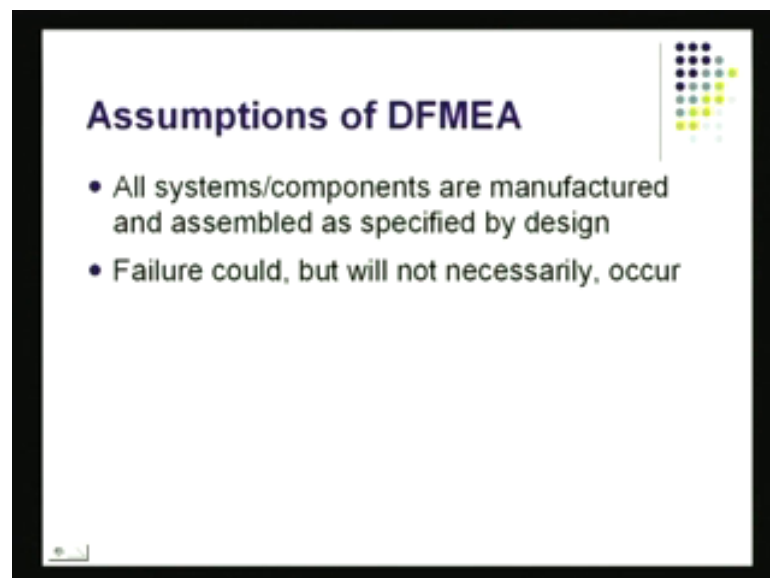 Assumptions of DFMEA
• All systems/components are manufactured
and assembled as specified by design
• Failure could, but will not necessarily, occur